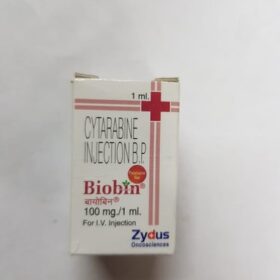 1 ml.
CYTARABINE
INJECTION B.P.
Biobin®
बायोबिन®
100 mg./1 ml.
For I.V. Injection
Zydus
Oncosciences